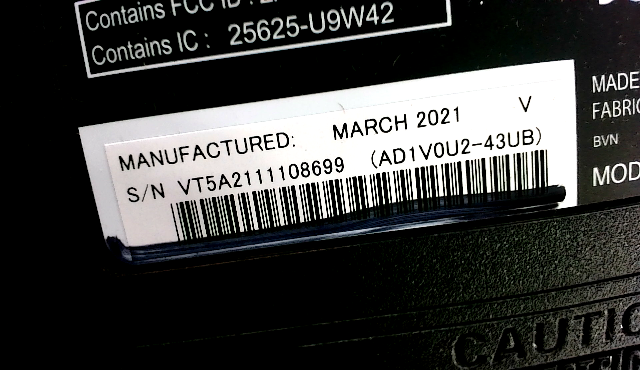 Contains FCC ID :
Contains IC : 25625-U9W42
MANUFACTURED: MARCH 2021 V
S/N VT5A2111108699 (AD1V0U2-43UB)
MADE
FABRIC
BVN
MOD
CAUTIO